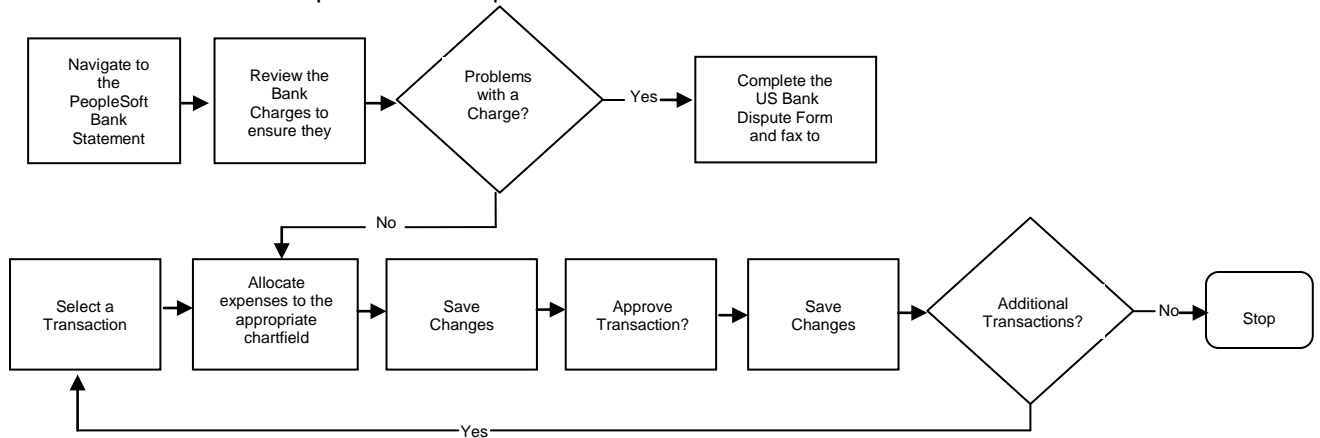 Navigate to
the
PeopleSoft
Bank
Statement
Review the
Bank
Charges to
ensure they
Problems
with a
Charge?
Yes
Complete the
US Bank
Dispute Form
and fax to
No
Select a
Transaction
Allocate
expenses to the
appropriate
chartfield
Save
Changes
Approve
Transaction?
Save
Changes
Additional
Transactions?
No
Stop
Yes